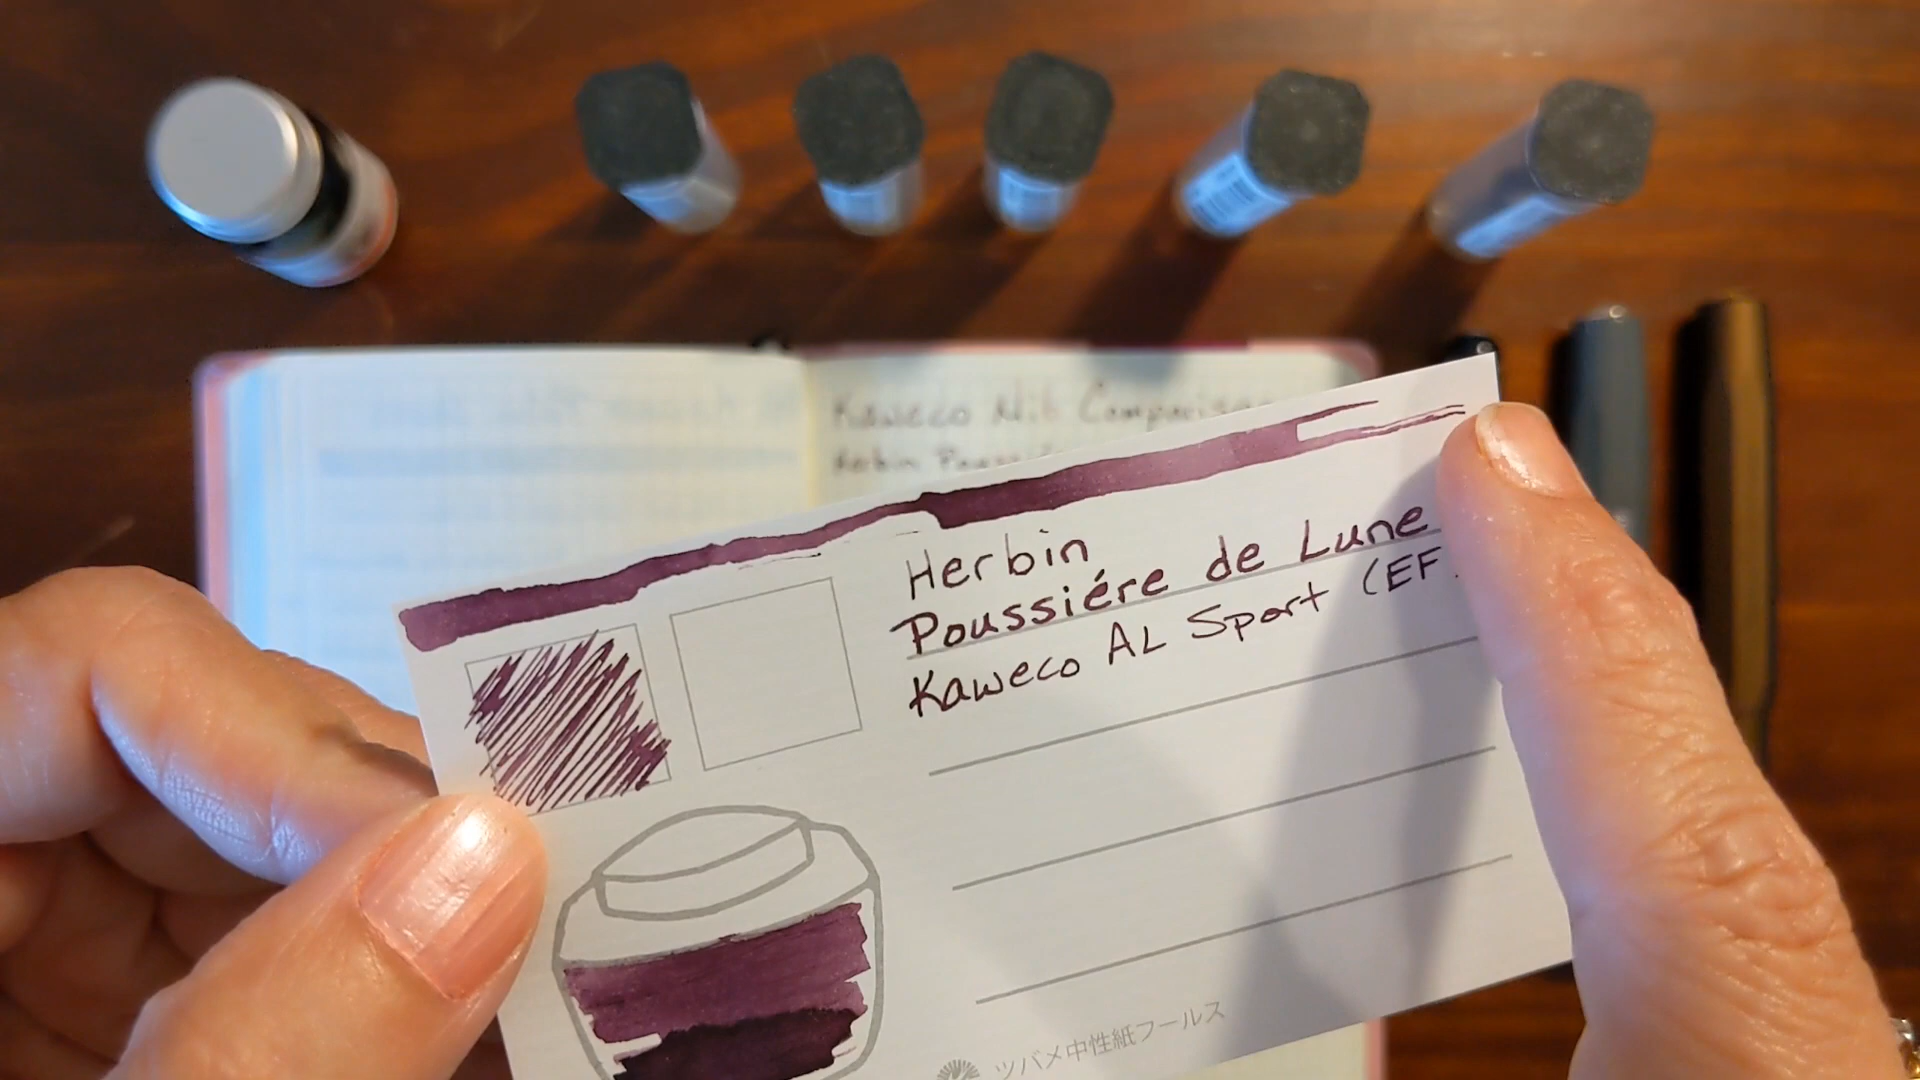 Kaweco Nib Comparison
Herbin
Poussiére de Lune
Kaweco AL Sport (EF
ツバメ中性紙フールス